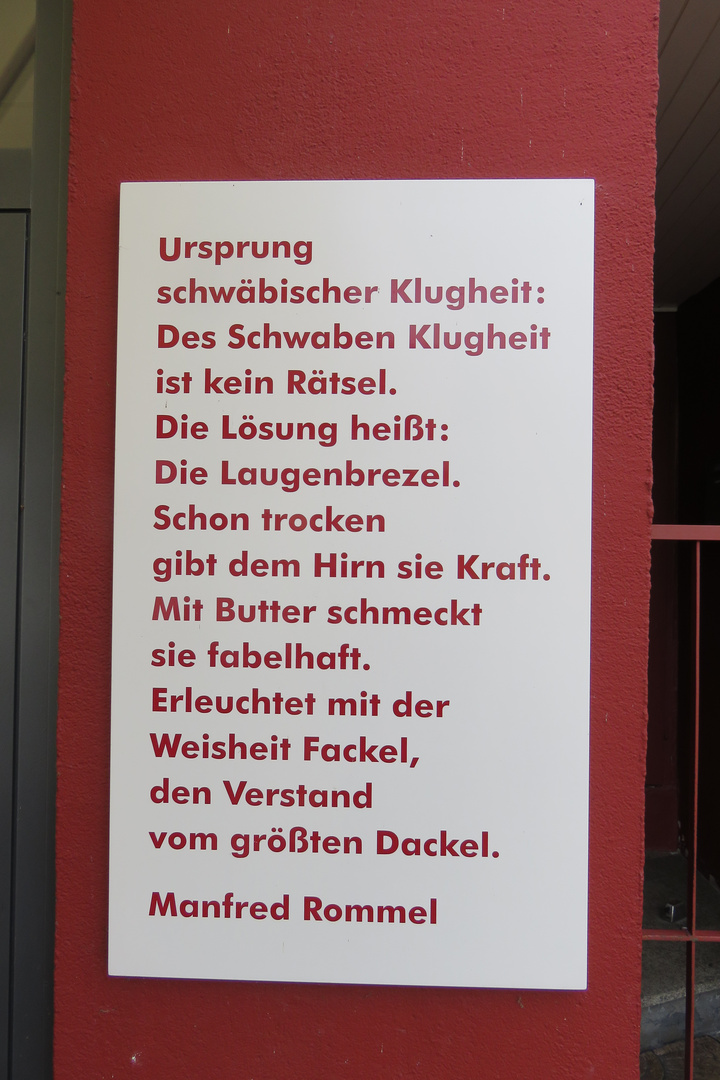 Ursprung
schwäbischer Klugheit:
Des Schwaben Klugheit
ist kein Rätsel.
Die Lösung heißt:
Die Laugenbrezel.
Schon trocken
gibt dem Hirn sie Kraft.
Mit Butter schmeckt
sie fabelhaft.
Erleuchtet mit der
Weisheit Fackel,
den Verstand
vom größten Dackel.
Manfred Rommel